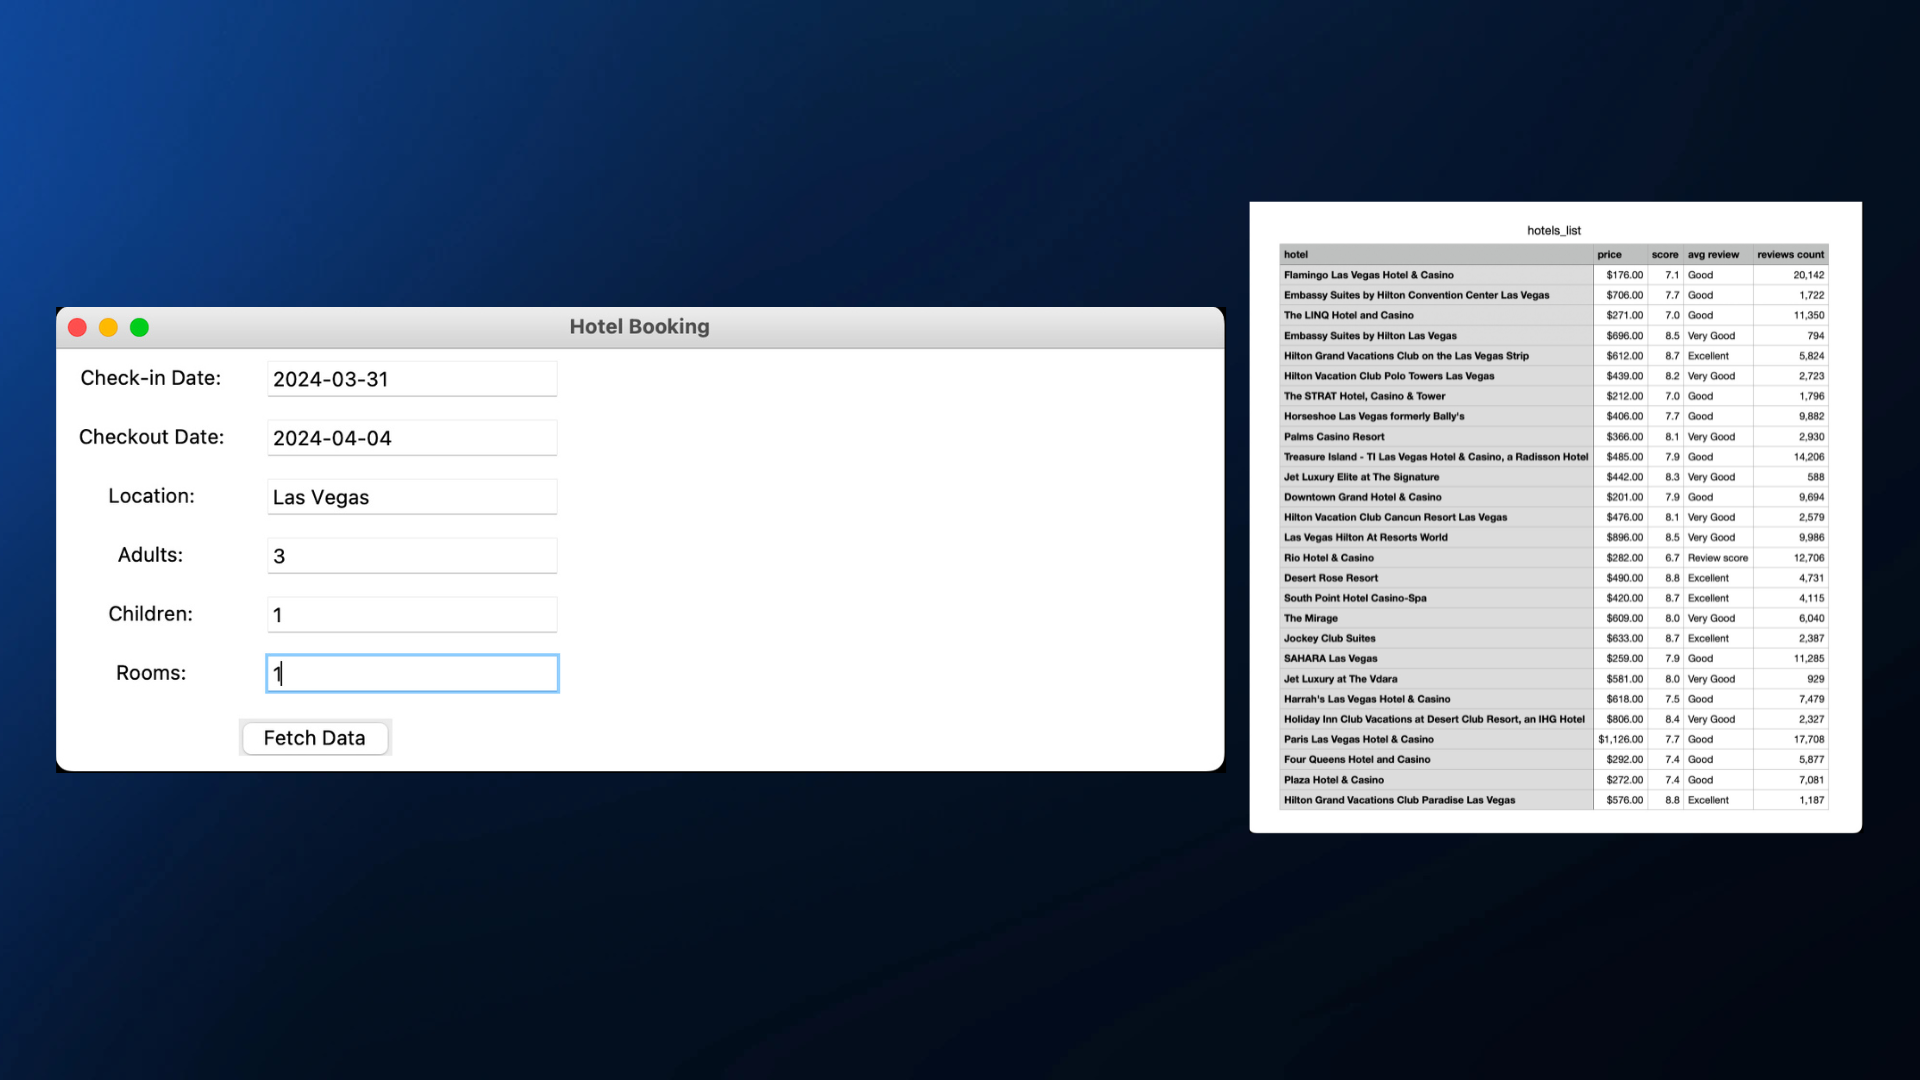 Hotel Booking
Check-in Date: 2024-03-31
Checkout Date: 2024-04-04
Location: Las Vegas
Adults: 3
Children: 1
Rooms: 1
Fetch Data
hotels_list
hotel price score avg review reviews count
Flamingo Las Vegas Hotel & Casino $176.00 7.1 Good 20,142
Embassy Suites by Hilton Convention Center Las Vegas $706.00 7.7 Good 1,722
The LINQ Hotel and Casino $271.00 7.0 Good 11,350
Embassy Suites by Hilton Las Vegas $696.00 8.5 Very Good 794
Hilton Grand Vacations Club on the Las Vegas Strip $612.00 8.7 Excellent 5,824
Hilton Vacation Club Polo Towers Las Vegas $439.00 8.2 Very Good 2,723
The STRAT Hotel, Casino & Tower $212.00 7.0 Good 1,796
Horseshoe Las Vegas formerly Bally's $406.00 7.7 Good 9,882
Palms Casino Resort $366.00 8.1 Very Good 2,930
Treasure Island - TI Las Vegas Hotel & Casino, a Radisson Hotel $485.00 7.9 Good 14,206
Jet Luxury Elite at The Signature $442.00 8.3 Very Good 588
Downtown Grand Hotel & Casino $201.00 7.9 Good 9,694
Hilton Vacation Club Cancun Resort Las Vegas $476.00 8.1 Very Good 2,579
Las Vegas Hilton At Resorts World $896.00 8.5 Very Good 9,986
Rio Hotel & Casino $282.00 6.7 Review score 12,706
Desert Rose Resort $490.00 8.8 Excellent 4,731
South Point Hotel Casino-Spa $420.00 8.7 Excellent 4,115
The Mirage $609.00 8.0 Very Good 6,040
Jockey Club Suites $633.00 8.7 Excellent 2,387
SAHARA Las Vegas $259.00 7.9 Good 11,285
Jet Luxury at The Vdara $581.00 8.0 Very Good 929
Harrah's Las Vegas Hotel & Casino $618.00 7.5 Good 7,479
Holiday Inn Club Vacations at Desert Club Resort, an IHG Hotel $806.00 8.4 Very Good 2,327
Paris Las Vegas Hotel & Casino $1,126.00 7.7 Good 17,708
Four Queens Hotel and Casino $292.00 7.4 Good 5,877
Plaza Hotel & Casino $272.00 7.4 Good 7,081
Hilton Grand Vacations Club Paradise Las Vegas $576.00 8.8 Excellent 1,187